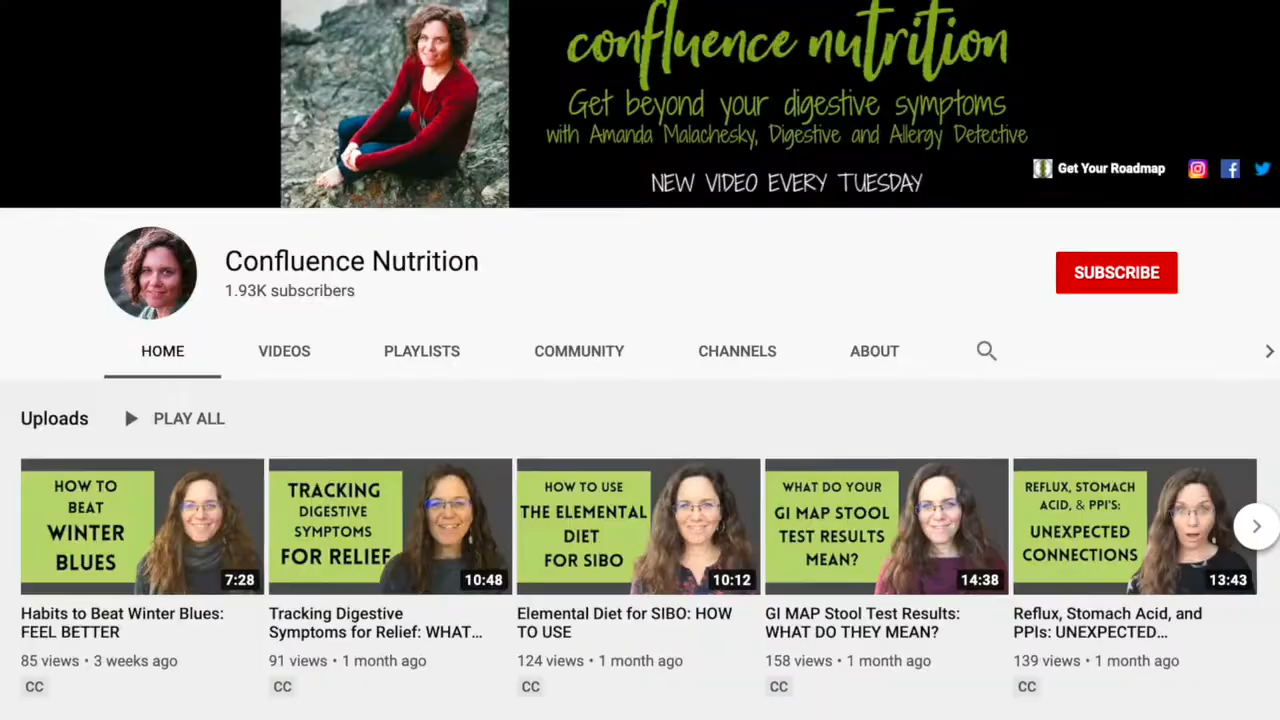 confluence nutrition
Get beyond your digestive symptoms
with Amanda Malachesky, Digestive and Allergy Detective
NEW VIDEO EVERY TUESDAY
Get Your Roadmap
Confluence Nutrition
1.93K subscribers
SUBSCRIBE
HOME
VIDEOS
PLAYLISTS
COMMUNITY
CHANNELS
ABOUT
Uploads
PLAY ALL
HOW TO
BEAT
WINTER
BLUES
7:28
TRACKING
DIGESTIVE
SYMPTOMS
FOR RELIEF
10:48
HOW TO USE
THE ELEMENTAL
DIET
FOR SIBO
10:12
WHAT DO YOUR
GI MAP STOOL
TEST RESULTS
MEAN?
14:38
REFLUX, STOMACH
ACID, & PPI'S:
UNEXPECTED
CONNECTIONS
13:43
Habits to Beat Winter Blues:
FEEL BETTER
85 views • 3 weeks ago
CC
Tracking Digestive
Symptoms for Relief: WHAT...
91 views • 1 month ago
CC
Elemental Diet for SIBO: HOW
TO USE
124 views • 1 month ago
CC
GI MAP Stool Test Results:
WHAT DO THEY MEAN?
158 views • 1 month ago
CC
Reflux, Stomach Acid, and
PPIs: UNEXPECTED...
139 views • 1 month ago
CC